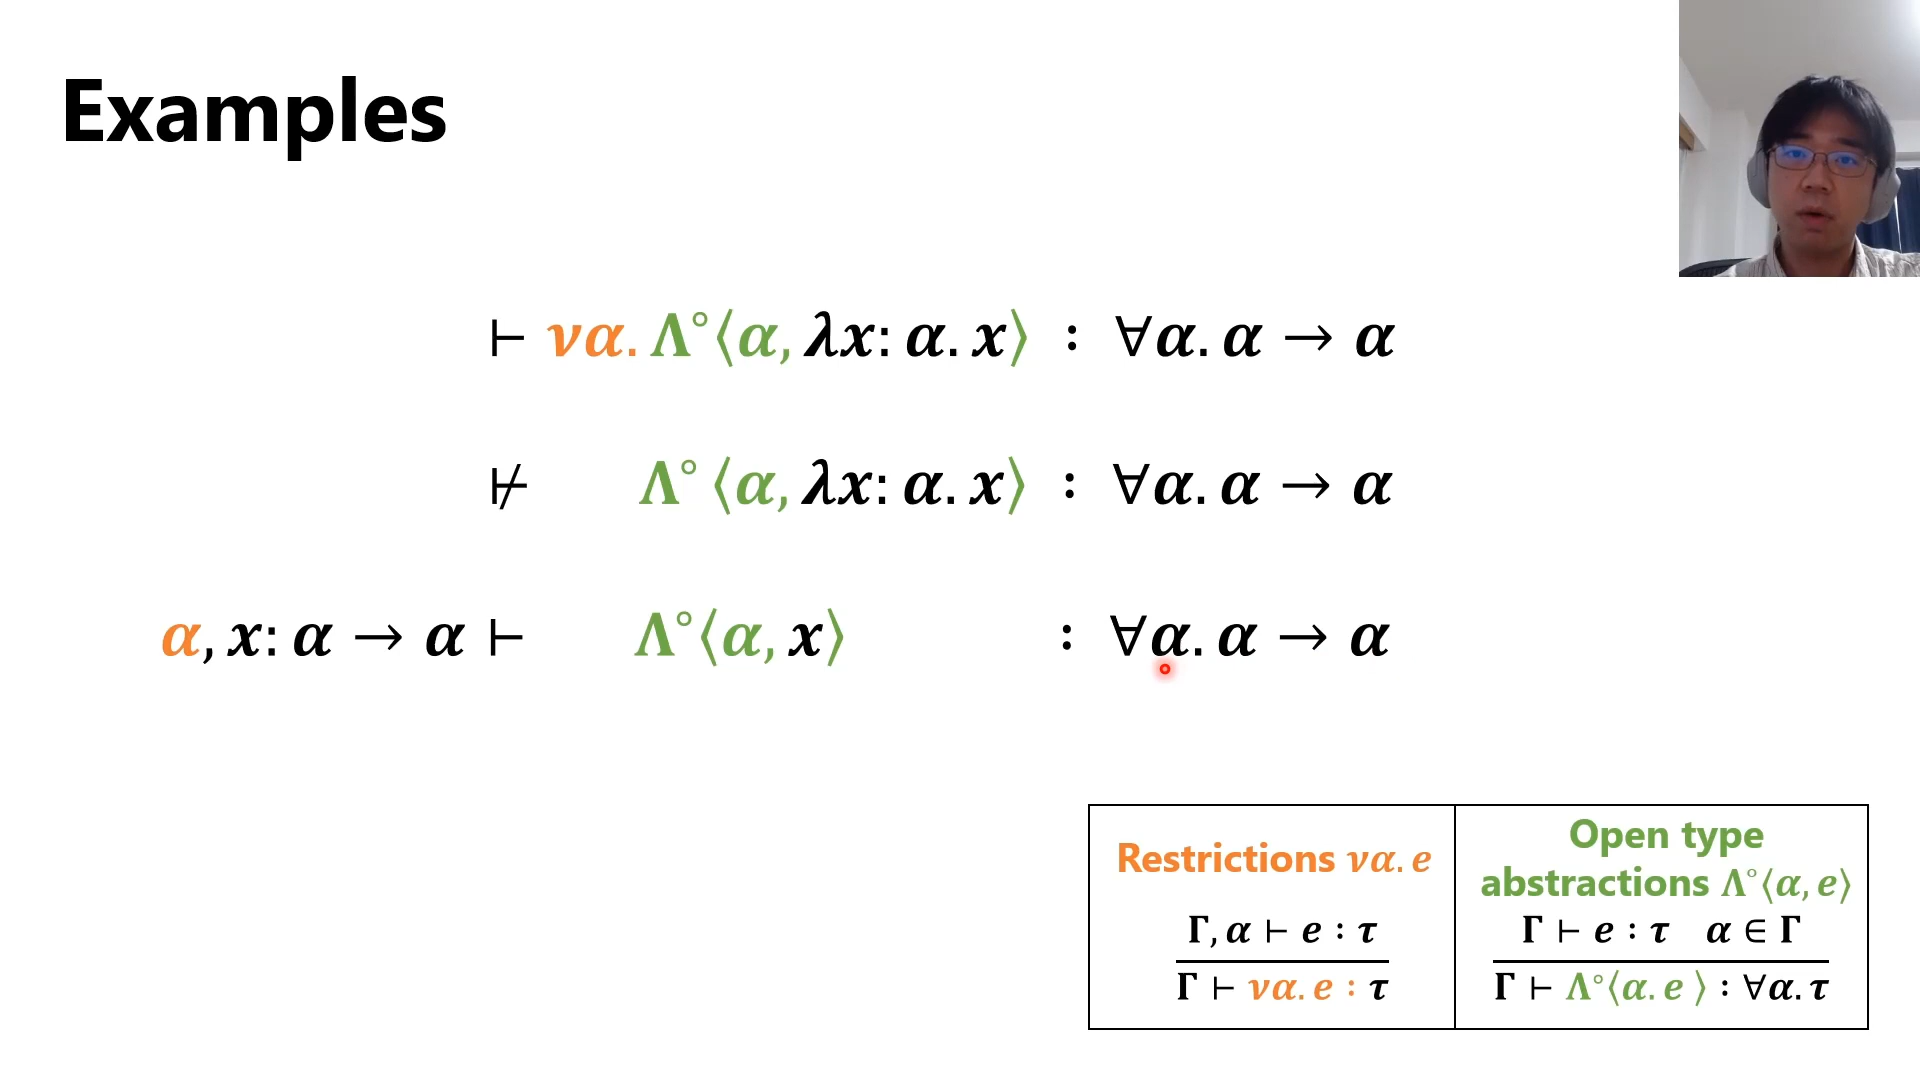 Examples
⊢ να. Λ°⟨α, λx: α. x⟩ : ∀α. α → α
⊬ Λ°⟨α, λx: α. x⟩ : ∀α. α → α
α, x: α → α ⊢ Λ°⟨α, x⟩ : ∀α. α → α
Restrictions να. e
Γ, α ⊢ e : τ
Γ ⊢ να. e : τ
Open type
abstractions Λ°⟨α, e⟩
Γ ⊢ e : τ α ∈ Γ
Γ ⊢ Λ°⟨α. e ⟩ : ∀α. τ